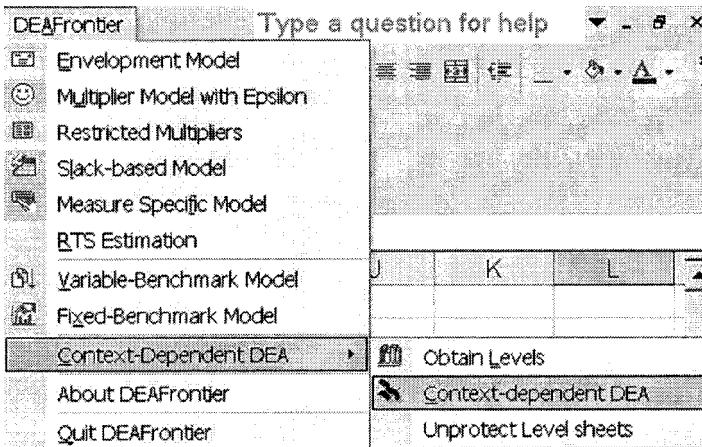 DEAFrontier Type a question for help
Envelopment Model
Multiplier Model with Epsilon
Restricted Multipliers
Slack-based Model
Measure Specific Model
RTS Estimation
Variable-Benchmark Model
Fixed-Benchmark Model
Context-Dependent DEA
About DEAFrontier
Quit DEAFrontier
J K L
Obtain Levels
Context-dependent DEA
Unprotect Level sheets